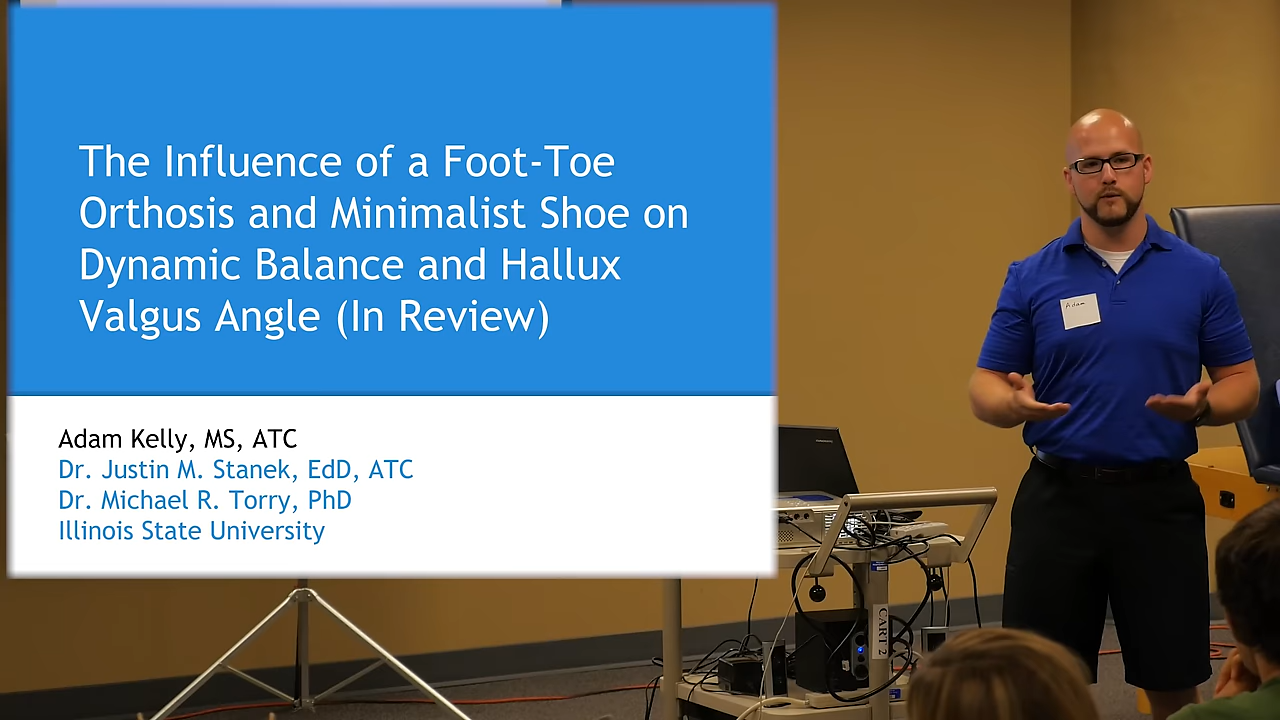 The Influence of a Foot-Toe
Orthosis and Minimalist Shoe on
Dynamic Balance and Hallux
Valgus Angle (In Review)
Adam Kelly, MS, ATC
Dr. Justin M. Stanek, EdD, ATC
Dr. Michael R. Torry, PhD
Illinois State University
Adam
CART 2